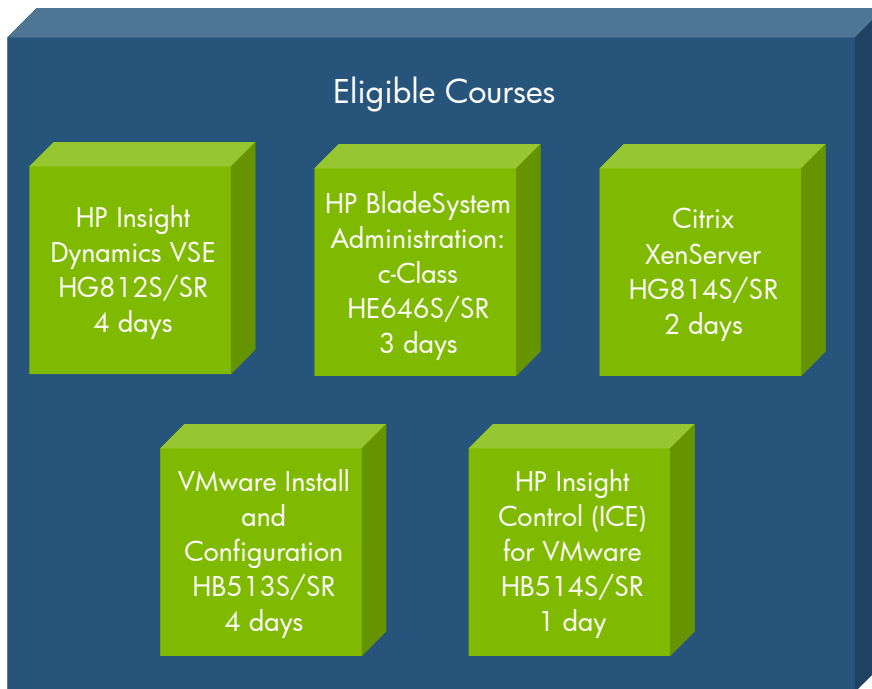 Eligible Courses
HP Insight
Dynamics VSE
HG812S/SR
4 days
HP BladeSystem
Administration:
c-Class
HE646S/SR
3 days
Citrix
XenServer
HG814S/SR
2 days
VMware Install
and
Configuration
HB513S/SR
4 days
HP Insight
Control (ICE)
for VMware
HB514S/SR
1 day